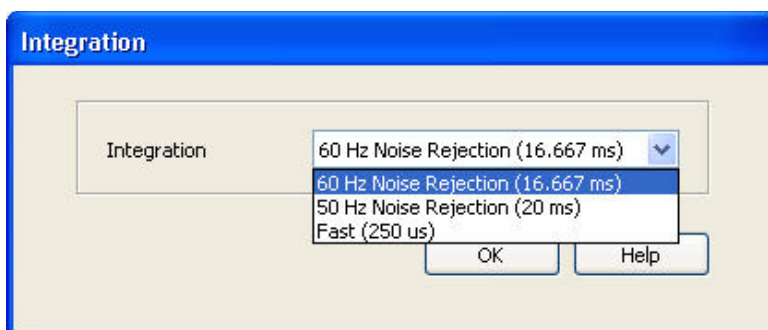 Integration
Integration 60 Hz Noise Rejection (16.667 ms)
60 Hz Noise Rejection (16.667 ms)
50 Hz Noise Rejection (20 ms)
Fast (250 us)
OK Help